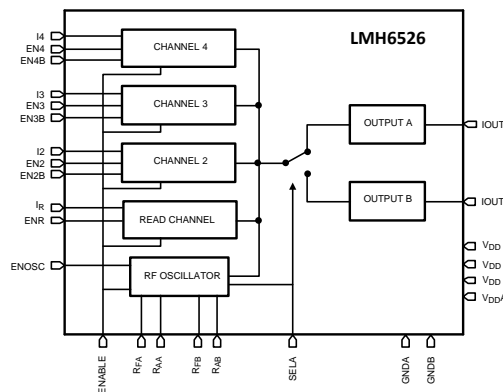 LMH6526
I4
EN4
EN4B
CHANNEL 4
I3
EN3
EN3B
CHANNEL 3
OUTPUT A
IOUT
I2
EN2
EN2B
CHANNEL 2
OUTPUT B
IOUT
IR
ENR
READ CHANNEL
ENOSC
RF OSCILLATOR
VDD
VDD
VDD
VDDA
ENABLE
RFA
RAA
RFB
RAB
SELA
GNDA
GNDB